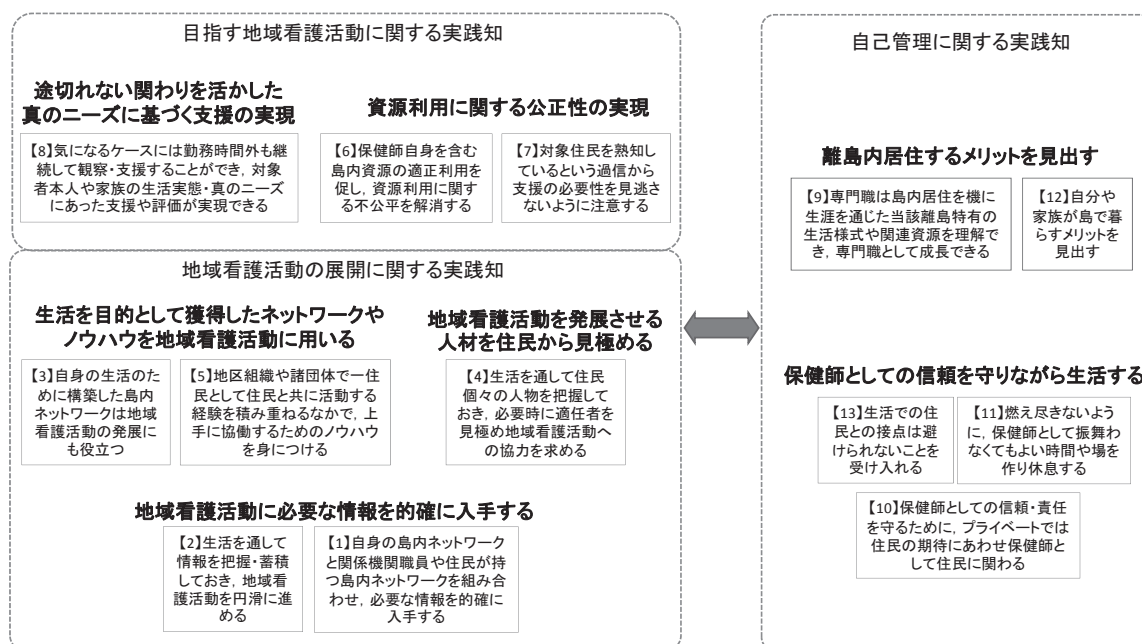 目指す地域看護活動に関する実践知
途切れない関わりを活かした
真のニーズに基づく支援の実現
【8】気になるケースには勤務時間外も継
続して観察・支援することができ，対象
者本人や家族の生活実態・真のニーズ
にあった支援や評価が実現できる
資源利用に関する公正性の実現
【6】保健師自身を含む
島内資源の適正利用を
促し，資源利用に関す
る不公平を解消する
【7】対象住民を熟知し
ているという過信から
支援の必要性を見逃さ
ないように注意する
地域看護活動の展開に関する実践知
生活を目的として獲得したネットワークや
ノウハウを地域看護活動に用いる
【3】自身の生活のた
めに構築した島内
ネットワークは地域
看護活動の発展に
も役立つ
【5】地区組織や諸団体で一住
民として住民と共に活動する
経験を積み重ねるなかで，上
手に協働するためのノウハウ
を身につける
地域看護活動を発展させる
人材を住民から見極める
【4】生活を通して住民
個々の人物を把握して
おき，必要時に適任者を
見極め地域看護活動へ
の協力を求める
地域看護活動に必要な情報を的確に入手する
【2】生活を通して
情報を把握・蓄積
しておき，地域看
護活動を円滑に進
める
【1】自身の島内ネットワーク
と関係機関職員や住民が持
つ島内ネットワークを組み合
わせ，必要な情報を的確に
入手する
自己管理に関する実践知
離島内居住するメリットを見出す
【9】専門職は島内居住を機に
生涯を通じた当該離島特有の
生活様式や関連資源を理解で
き，専門職として成長できる
【12】自分や
家族が島で暮
らすメリットを
見出す
保健師としての信頼を守りながら生活する
【13】生活での住
民との接点は避
けられないことを
受け入れる
【11】燃え尽きないよう
に，保健師として振舞わ
なくてもよい時間や場を
作り休息する
【10】保健師としての信頼・責任
を守るために，プライベートでは
住民の期待にあわせ保健師と
して住民に関わる